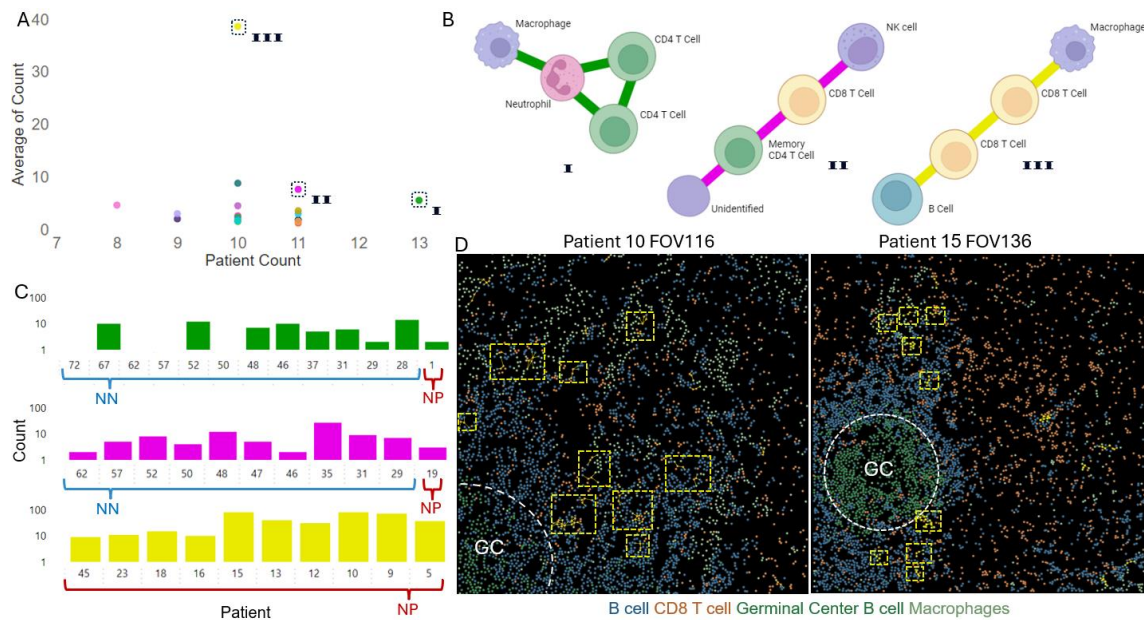 A
Average of Count
40
30
20
10
0
7 8 9 10 11 12 13
Patient Count
III
II
I
B
Macrophage
CD4 T Cell
Neutrophil
CD4 T Cell
I
NK cell
CD8 T Cell
Memory
CD4 T Cell
Unidentified
II
Macrophage
CD8 T Cell
CD8 T Cell
B Cell
III
C
Count
100
10
1
72 67 62 57 52 50 48 46 37 31 29 28 1
NN NP
100
10
1
62 57 52 50 48 47 46 35 31 29 19
NN NP
100
10
1
45 23 18 16 15 13 12 10 9 5
NP
Patient
D
Patient 10 FOV116
GC
Patient 15 FOV136
GC
B cell CD8 T cell Germinal Center B cell Macrophages